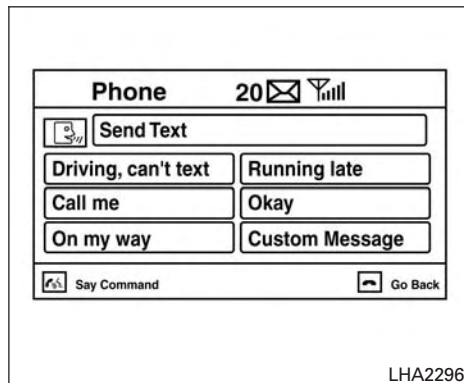 Phone 20
Send Text
Driving, can't text Running late
Call me Okay
On my way Custom Message
Say Command Go Back
LHA2296